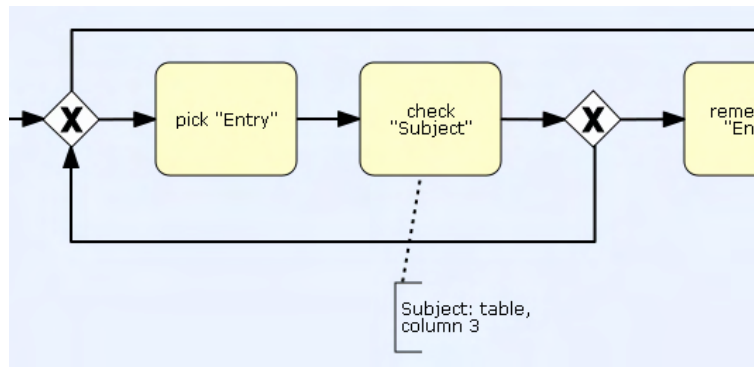 pick "Entry"
check
"Subject"
Subject: table,
column 3